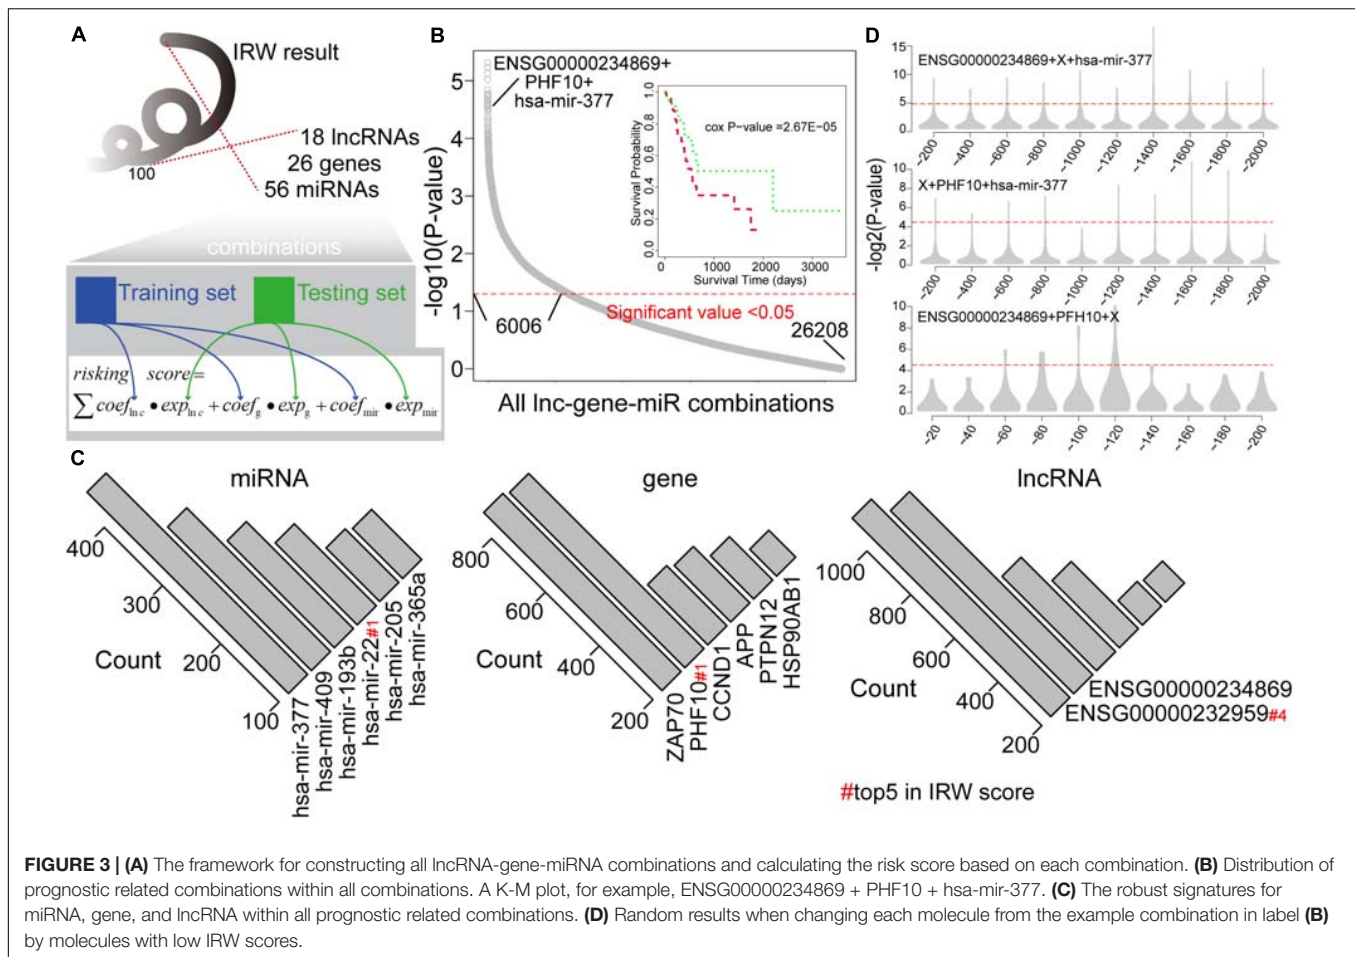 A
IRW result
100
18 lncRNAs
26 genes
56 miRNAs
combinations
Training set
Testing set
risking score=
∑ coef_lnc • exp_lnc + coef_g • exp_g + coef_mir • exp_mir
B
-log10(P-value)
5
4
3
2
1
0
ENSG00000234869+
PHF10+
hsa-mir-377
Survival Probability
1.0
0.8
0.6
0.4
0.2
0.0
cox P-value =2.67E−05
0 1000 2000 3000
Survival Time (days)
Significant value <0.05
6006
26208
All lnc-gene-miR combinations
D
-log2(P-value)
15
10
5
0
ENSG00000234869+X+hsa-mir-377
~200 ~400 ~600 ~800 ~1000 ~1200 ~1400 ~1600 ~1800 ~2000
10
8
6
4
2
0
X+PHF10+hsa-mir-377
~200 ~400 ~600 ~800 ~1000 ~1200 ~1400 ~1600 ~1800 ~2000
10
8
6
4
2
0
ENSG00000234869+PFH10+X
~20 ~40 ~60 ~80 ~100 ~120 ~140 ~160 ~180 ~200
C
miRNA
400
300
200
100
Count
hsa-mir-377
hsa-mir-409
hsa-mir-193b
hsa-mir-22#1
hsa-mir-205
hsa-mir-365a
gene
800
600
400
200
Count
ZAP70
PHF10#1
CCND1
APP
PTPN12
HSP90AB1
lncRNA
1000
800
600
400
200
Count
ENSG00000234869
ENSG00000232959#4
#top5 in IRW score
FIGURE 3 | (A) The framework for constructing all lncRNA-gene-miRNA combinations and calculating the risk score based on each combination. (B) Distribution of
prognostic related combinations within all combinations. A K-M plot, for example, ENSG00000234869 + PHF10 + hsa-mir-377. (C) The robust signatures for
miRNA, gene, and lncRNA within all prognostic related combinations. (D) Random results when changing each molecule from the example combination in label (B)
by molecules with low IRW scores.